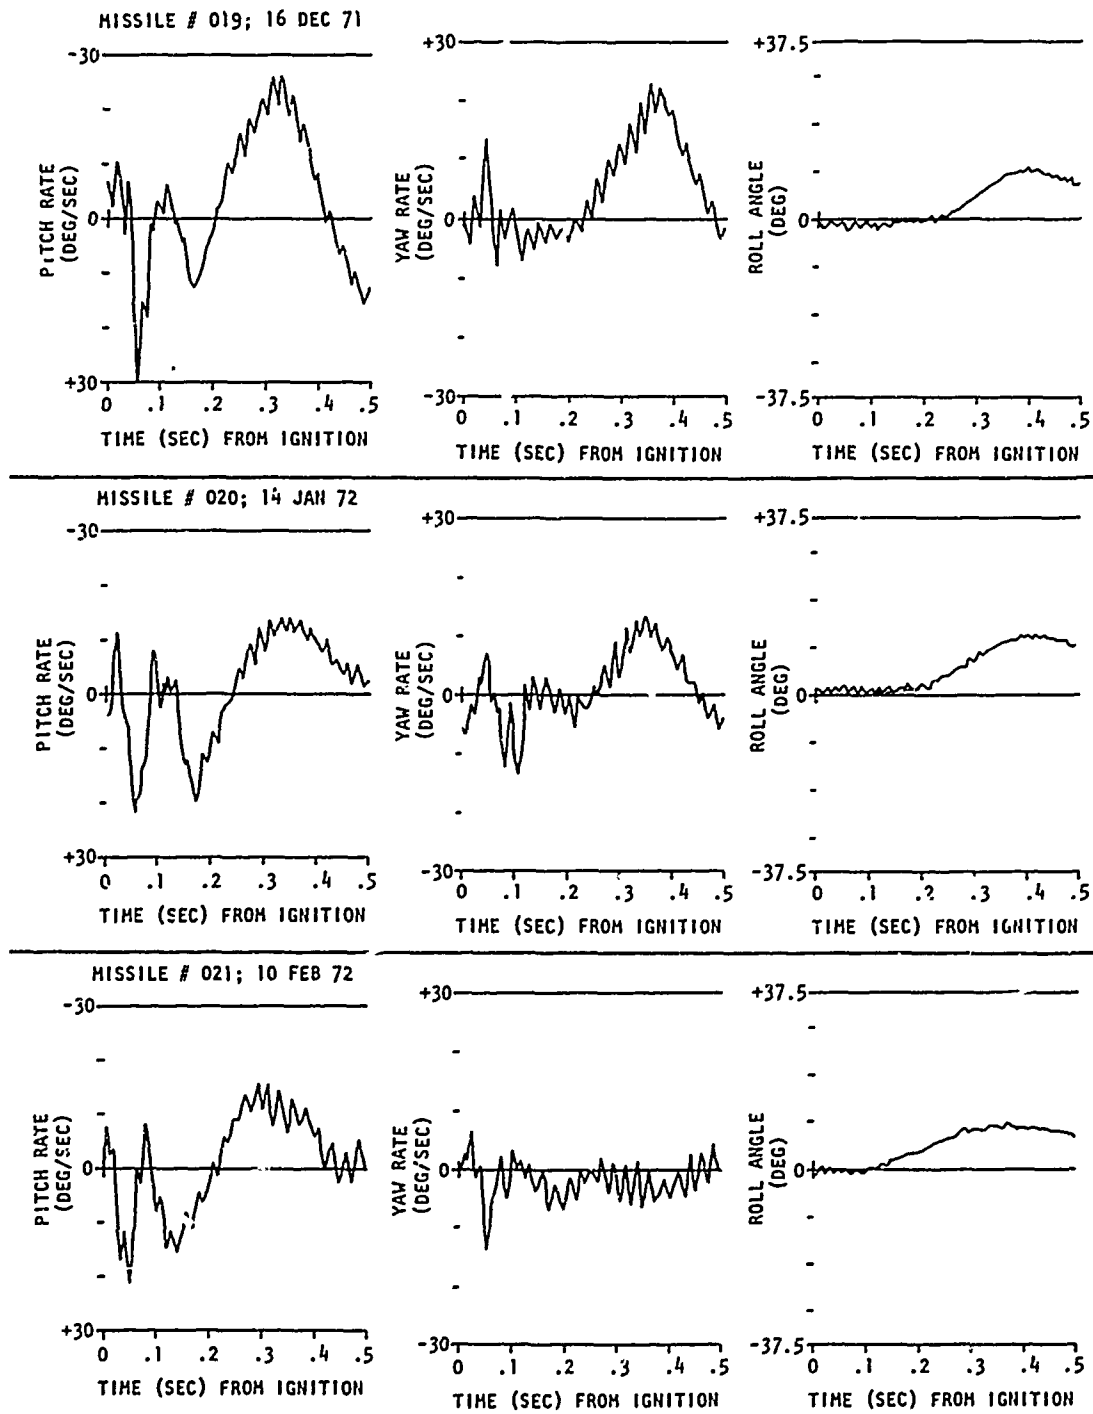 MISSILE # 019; 16 DEC 71
-30
0
+30
PITCH RATE
(DEG/SEC)
0 .1 .2 .3 .4 .5
TIME (SEC) FROM IGNITION
+30
0
-30
YAW RATE
(DEG/SEC)
0 .1 .2 .3 .4 .5
TIME (SEC) FROM IGNITION
+37.5
0
-37.5
ROLL ANGLE
(DEG)
0 .1 .2 .3 .4 .5
TIME (SEC) FROM IGNITION
MISSILE # 020; 14 JAN 72
-30
0
+30
PITCH RATE
(DEG/SEC)
0 .1 .2 .3 .4 .5
TIME (SEC) FROM IGNITION
+30
0
-30
YAW RATE
(DEG/SEC)
0 .1 .2 .3 .4 .5
TIME (SEC) FROM IGNITION
+37.5
0
-37.5
ROLL ANGLE
(DEG)
0 .1 .2 .3 .4 .5
TIME (SEC) FROM IGNITION
MISSILE # 021; 10 FEB 72
-30
0
+30
PITCH RATE
(DEG/SEC)
0 .1 .2 .3 .4 .5
TIME (SEC) FROM IGNITION
+30
0
-30
YAW RATE
(DEG/SEC)
0 .1 .2 .3 .4 .5
TIME (SEC) FROM IGNITION
+37.5
0
-37.5
ROLL ANGLE
(DEG)
0 .1 .2 .3 .4 .5
TIME (SEC) FROM IGNITION